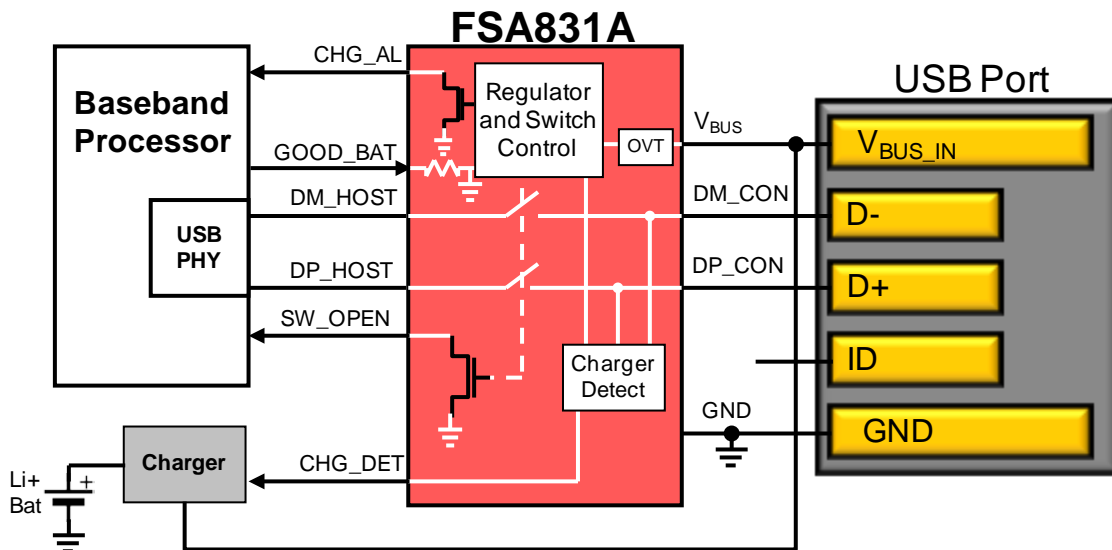 FSA831A
USB Port
Baseband
Processor
USB
PHY
CHG_AL
GOOD_BAT
DM_HOST
DP_HOST
SW_OPEN
CHG_DET
Regulator
and Switch
Control
OVT
Charger
Detect
VBUS
DM_CON
DP_CON
GND
VBUS_IN
D-
D+
ID
GND
Charger
Li+
Bat
+